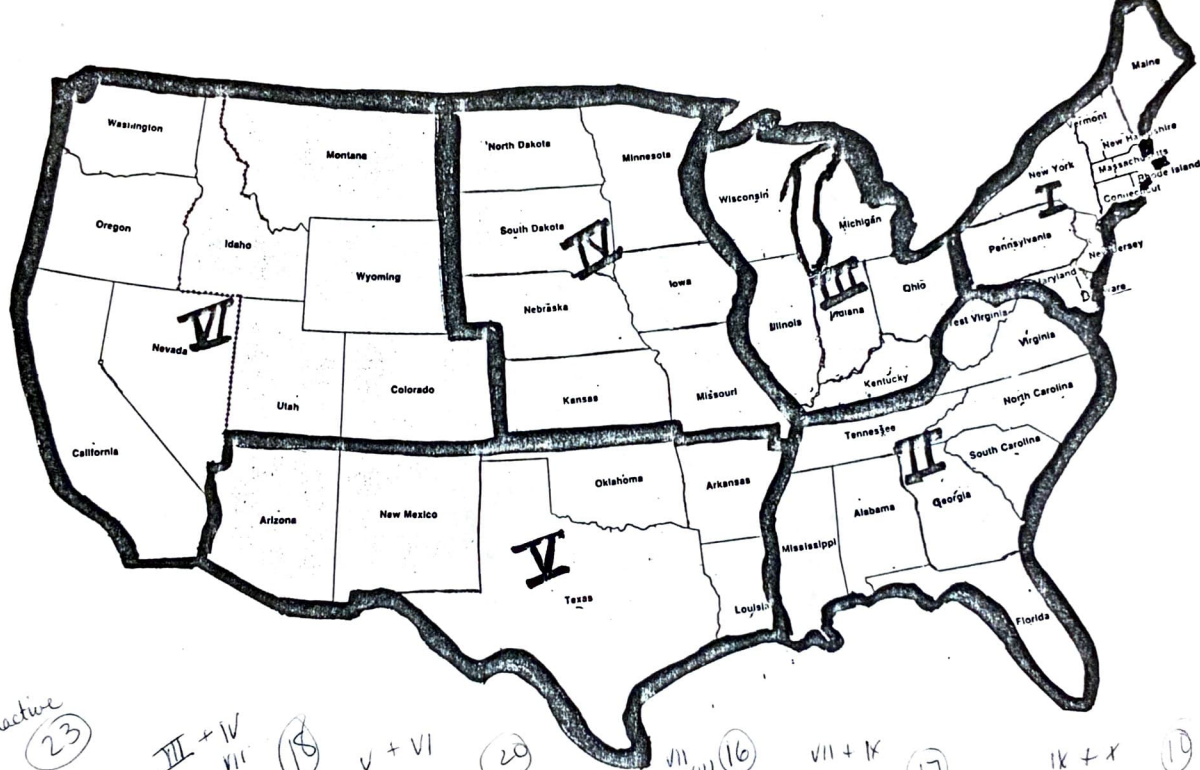 Maine
Washington
Vermont
Montana
North Dakota
Minnesota
New Hampshire
Massachusetts
New York
Rhode Island
Wisconsin
Connecticut
I
Oregon
South Dakota
Michigan
Idaho
IV
Pennsylvania
New Jersey
Wyoming
Iowa
III
Ohio
Maryland
Delaware
Nebraska
Illinois
Indiana
West Virginia
VI
Virginia
Nevada
Utah
Colorado
Kansas
Missouri
Kentucky
North Carolina
Tennessee
California
South Carolina
II
Oklahoma
Arkansas
Arizona
New Mexico
Alabama
Georgia
V
Mississippi
Texas
Louisia
Florida
active
23
III + IV
VII
18
V + VI
20
VII
16
VII + IX
17
IX + X
19